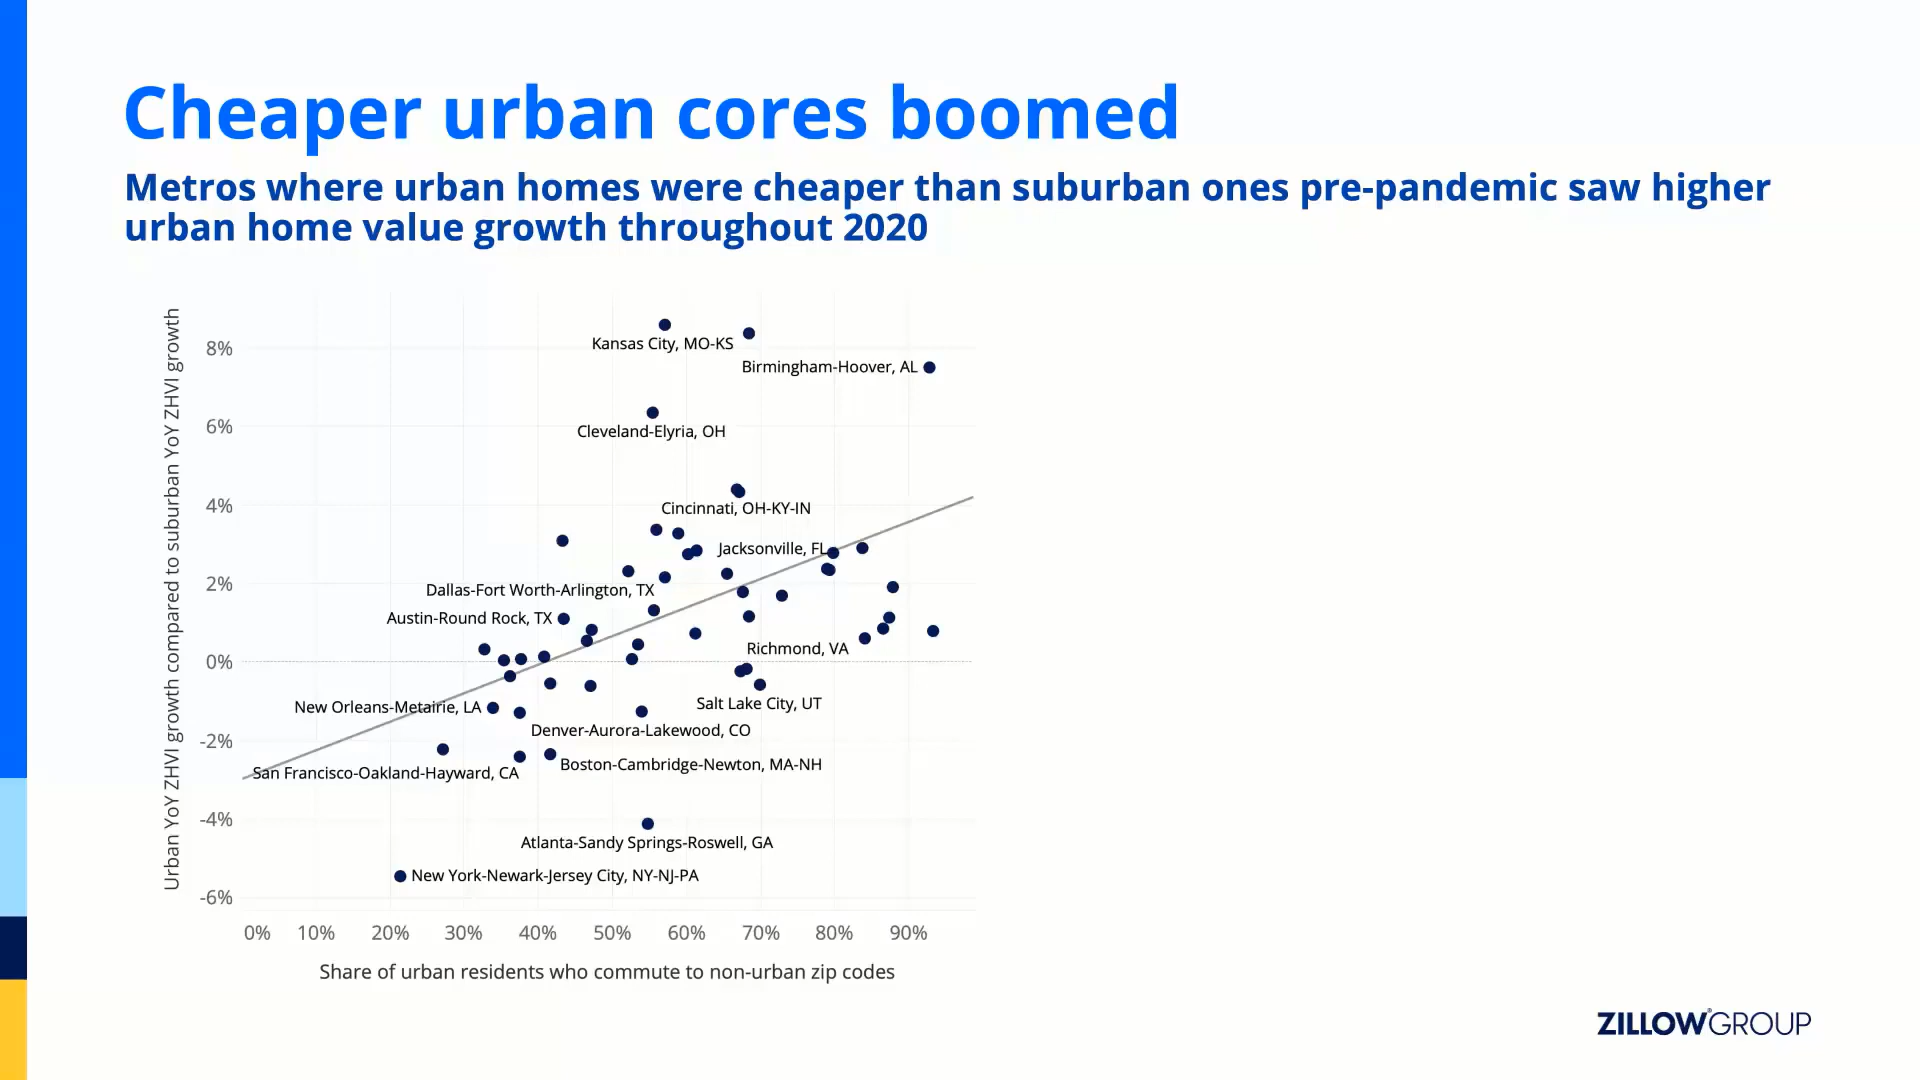 Cheaper urban cores boomed
Metros where urban homes were cheaper than suburban ones pre-pandemic saw higher
urban home value growth throughout 2020
Urban YoY ZHVI growth compared to suburban YoY ZHVI growth
8%
6%
4%
2%
0%
-2%
-4%
-6%
Kansas City, MO-KS
Birmingham-Hoover, AL
Cleveland-Elyria, OH
Cincinnati, OH-KY-IN
Jacksonville, FL
Dallas-Fort Worth-Arlington, TX
Austin-Round Rock, TX
Richmond, VA
Salt Lake City, UT
New Orleans-Metairie, LA
Denver-Aurora-Lakewood, CO
Boston-Cambridge-Newton, MA-NH
San Francisco-Oakland-Hayward, CA
Atlanta-Sandy Springs-Roswell, GA
New York-Newark-Jersey City, NY-NJ-PA
0% 10% 20% 30% 40% 50% 60% 70% 80% 90%
Share of urban residents who commute to non-urban zip codes
ZILLOW®GROUP